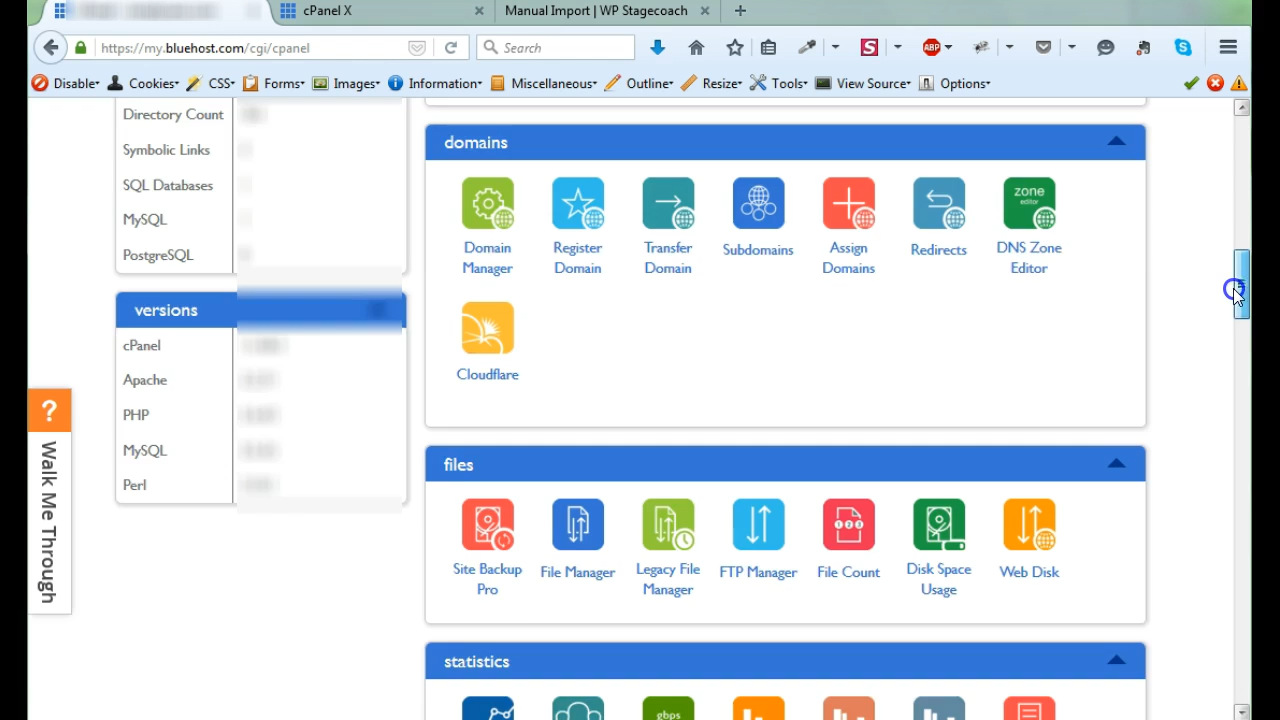 cPanel X
Manual Import | WP Stagecoach
https://my.bluehost.com/cgi/cpanel
Search
S
ABP
Disable
Cookies
CSS
Forms
Images
Information
Miscellaneous
Outline
Resize
Tools
View Source
Options
Directory Count
Symbolic Links
SQL Databases
MySQL
PostgreSQL
versions
cPanel
Apache
PHP
MySQL
Perl
?
Walk Me Through
domains
zone
editor
Domain
Manager
Register
Domain
Transfer
Domain
Subdomains
Assign
Domains
Redirects
DNS Zone
Editor
Cloudflare
files
Site Backup
Pro
File Manager
Legacy File
Manager
FTP Manager
123
File Count
Disk Space
Usage
Web Disk
statistics
gbps